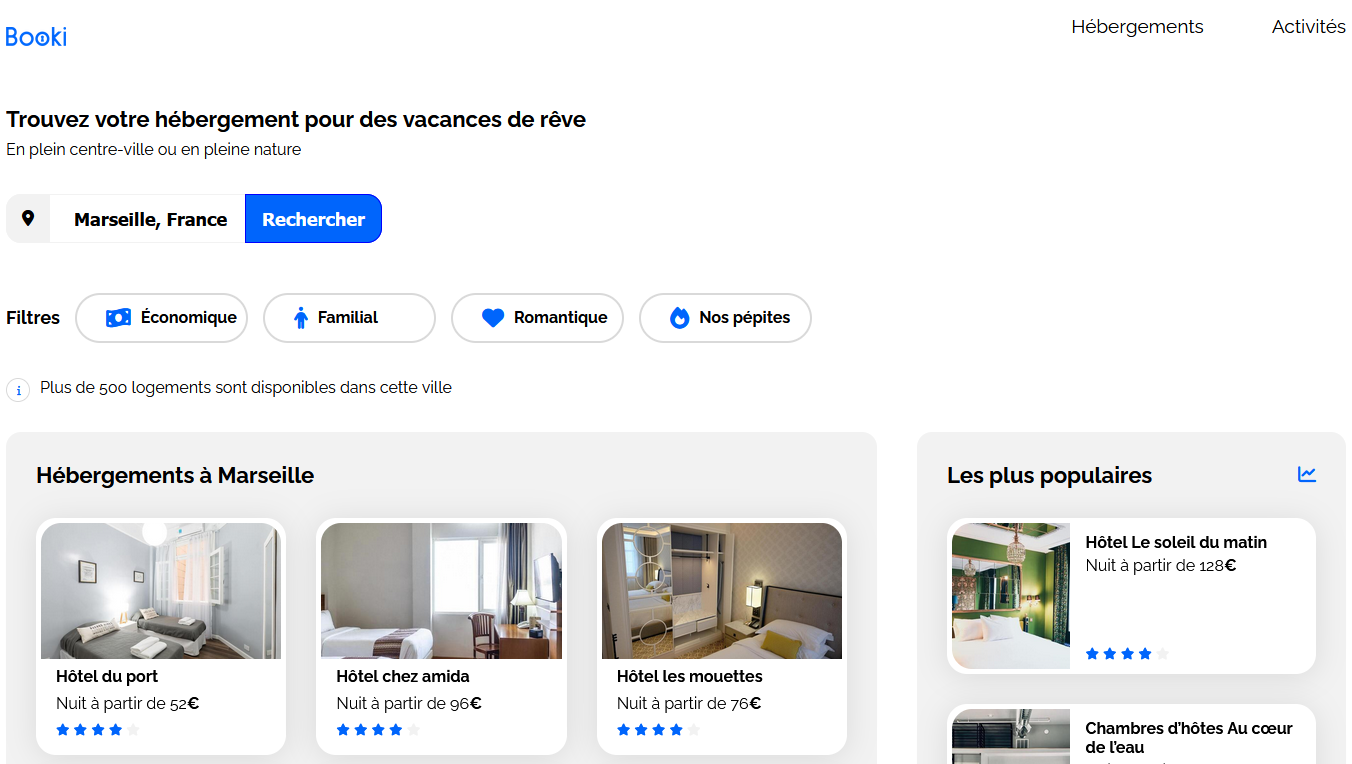 Booki
Hébergements
Activités
Trouvez votre hébergement pour des vacances de rêve
En plein centre-ville ou en pleine nature
Marseille, France
Rechercher
Filtres
Économique
Familial
Romantique
Nos pépites
i
Plus de 500 logements sont disponibles dans cette ville
Hébergements à Marseille
Hôtel du port
Nuit à partir de 52€
Hôtel chez amida
Nuit à partir de 96€
Hôtel les mouettes
Nuit à partir de 76€
Les plus populaires
Hôtel Le soleil du matin
Nuit à partir de 128€
Chambres d’hôtes Au cœur
de l’eau